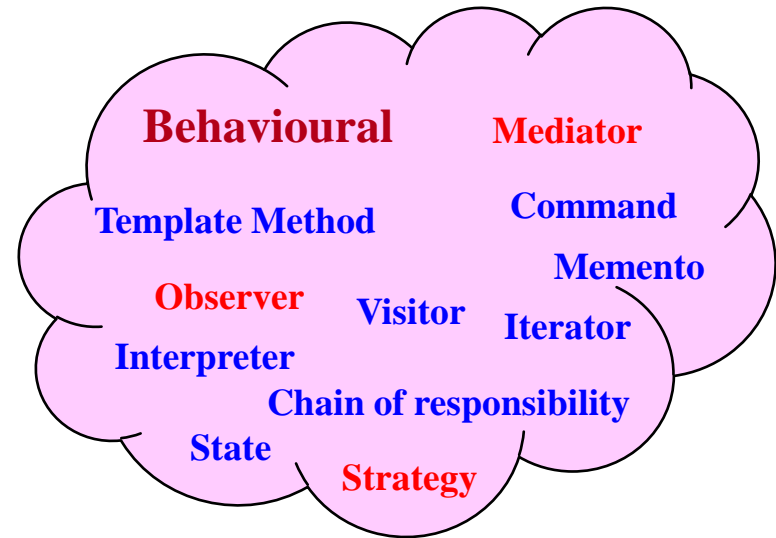 Behavioural
Mediator
Command
Template Method
Memento
Observer
Visitor
Iterator
Interpreter
Chain of responsibility
State
Strategy